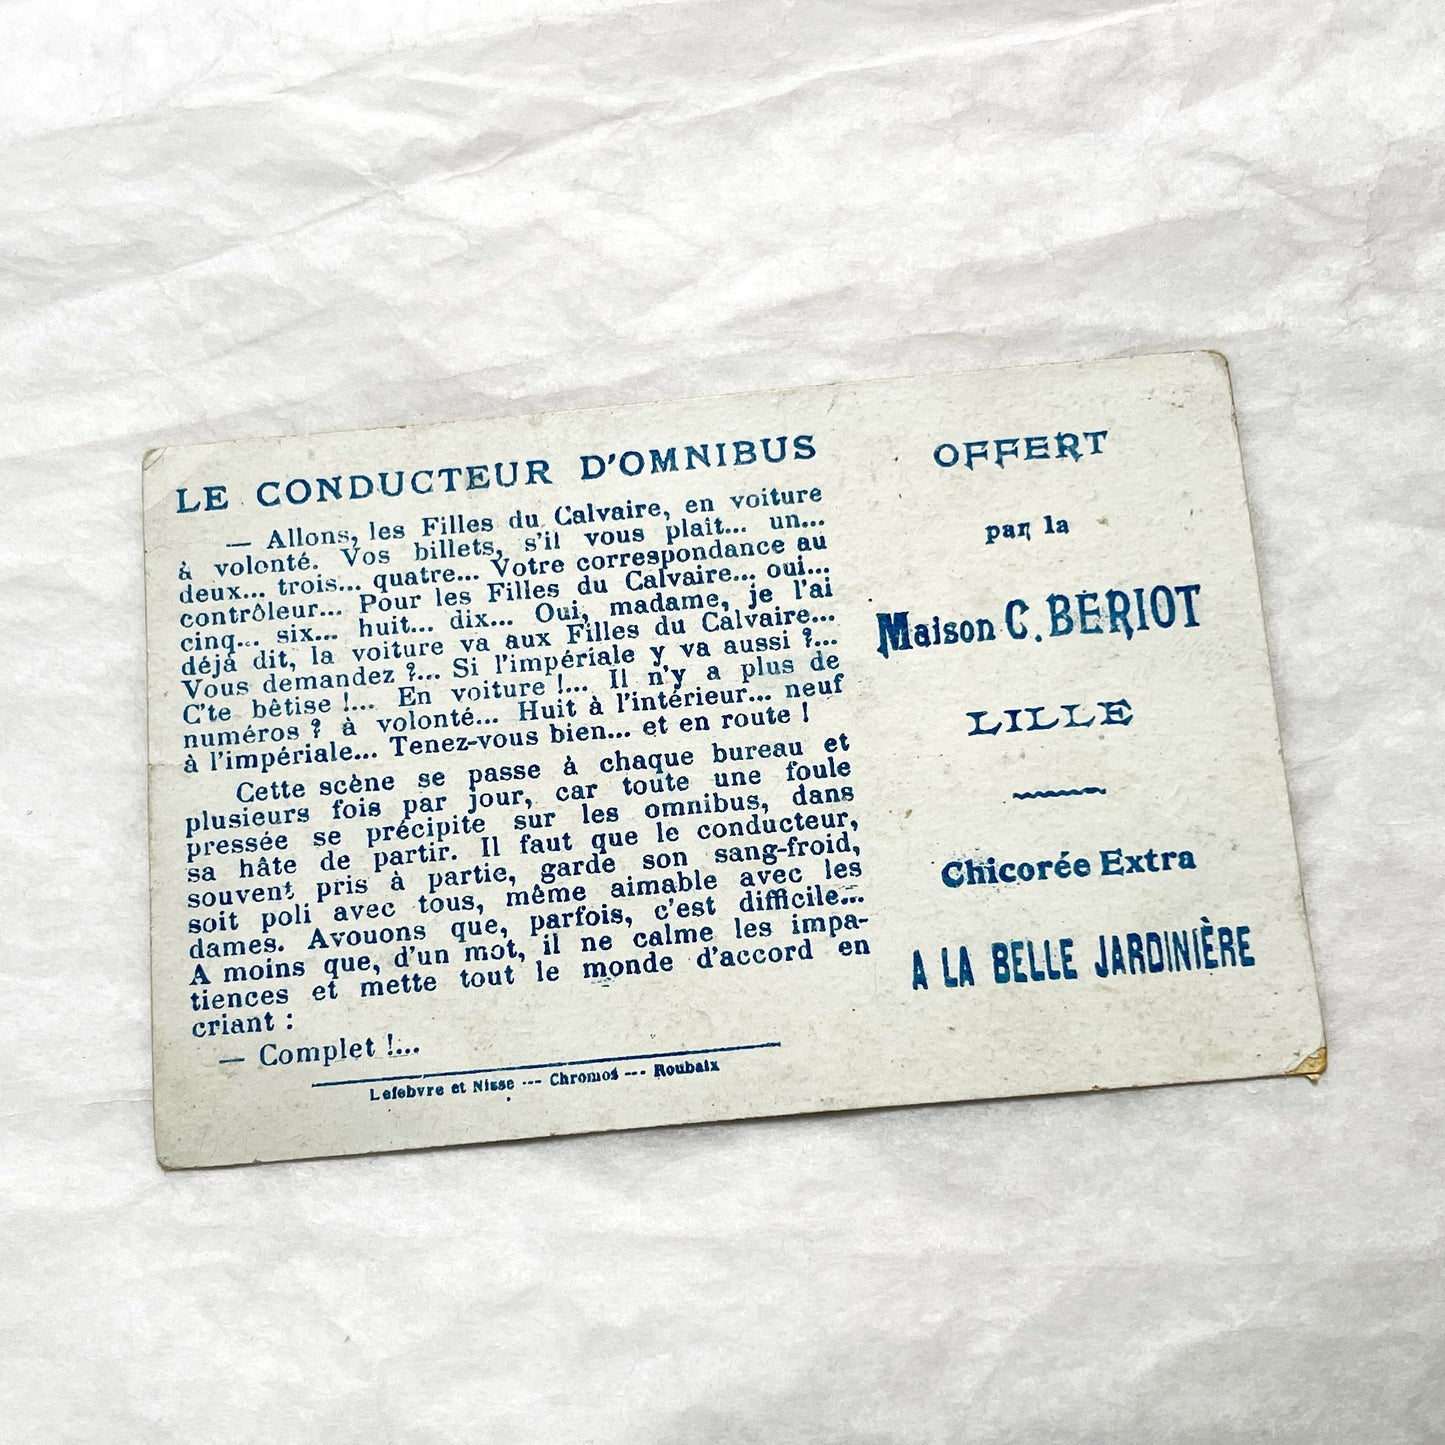 LE CONDUCTEUR D'OMNIBUS
— Allons, les Filles du Calvaire, en voiture
à volonté. Vos billets, s'il vous plait... un...
deux... trois... quatre... Votre correspondance au
contrôleur... Pour les Filles du Calvaire... oui...
cinq... six... huit... dix... Oui, madame, je l'ai
déjà dit, la voiture va aux Filles du Calvaire...
Vous demandez ?... Si l'impériale y va aussi ?...
C'te bêtise !... En voiture !... Il n'y a plus de
numéros ? à volonté... Huit à l'intérieur... neuf
à l'impériale... Tenez-vous bien... et en route !
Cette scène se passe à chaque bureau et
plusieurs fois par jour, car toute une foule
pressée se précipite sur les omnibus, dans
sa hâte de partir. Il faut que le conducteur,
souvent pris à partie, garde son sang-froid,
soit poli avec tous, même aimable avec les
dames. Avouons que, parfois, c'est difficile...
A moins que, d'un mot, il ne calme les impa-
tiences et mette tout le monde d'accord en
criant :
— Complet !...
Lefebvre et Nisse --- Chromos --- Roubaix
OFFERT
par la
Maison C. BERIOT
LILLE
Chicorée Extra
A LA BELLE JARDINIÈRE